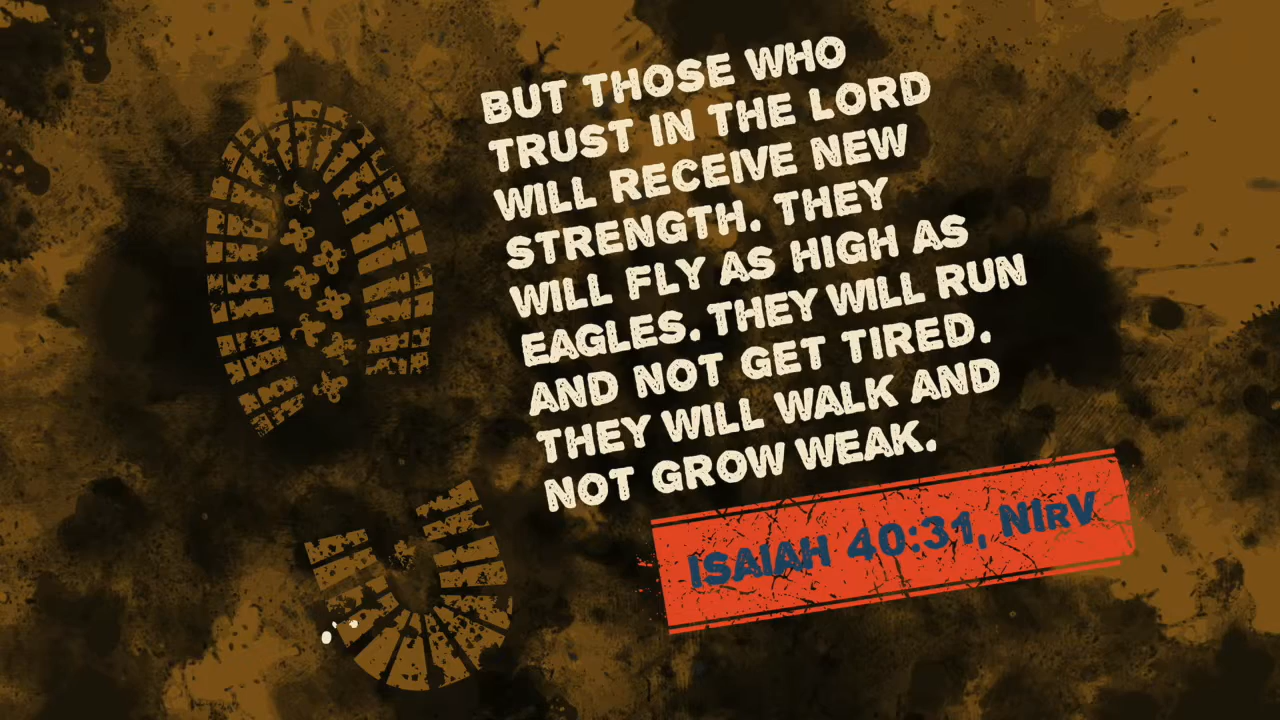 BUT THOSE WHO
TRUST IN THE LORD
WILL RECEIVE NEW
STRENGTH. THEY
WILL FLY AS HIGH AS
EAGLES. THEY WILL RUN
AND NOT GET TIRED.
THEY WILL WALK AND
NOT GROW WEAK.
ISAIAH 40:31, NIRV